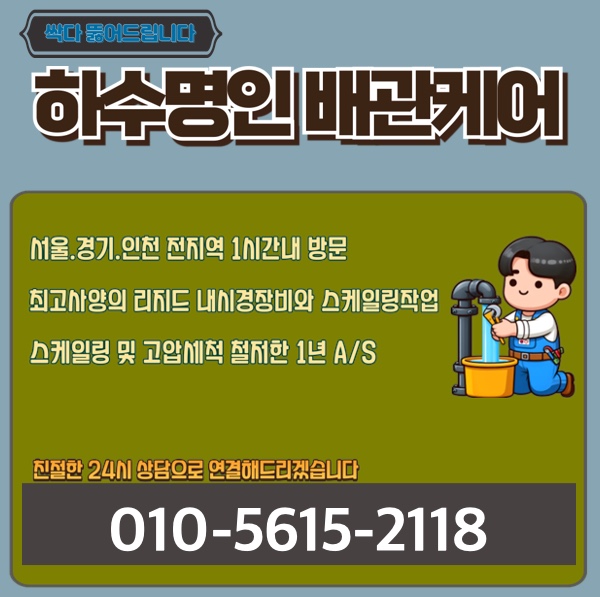 싹다 뚫어드립니다
하수명인 배관케어
서울.경기.인천 전지역 1시간내 방문
최고사양의 리지드 내시경장비와 스케일링작업
스케일링 및 고압세척 철저한 1년 A/S
친절한 24시 상담으로 연결해드리겠습니다
010-5615-2118